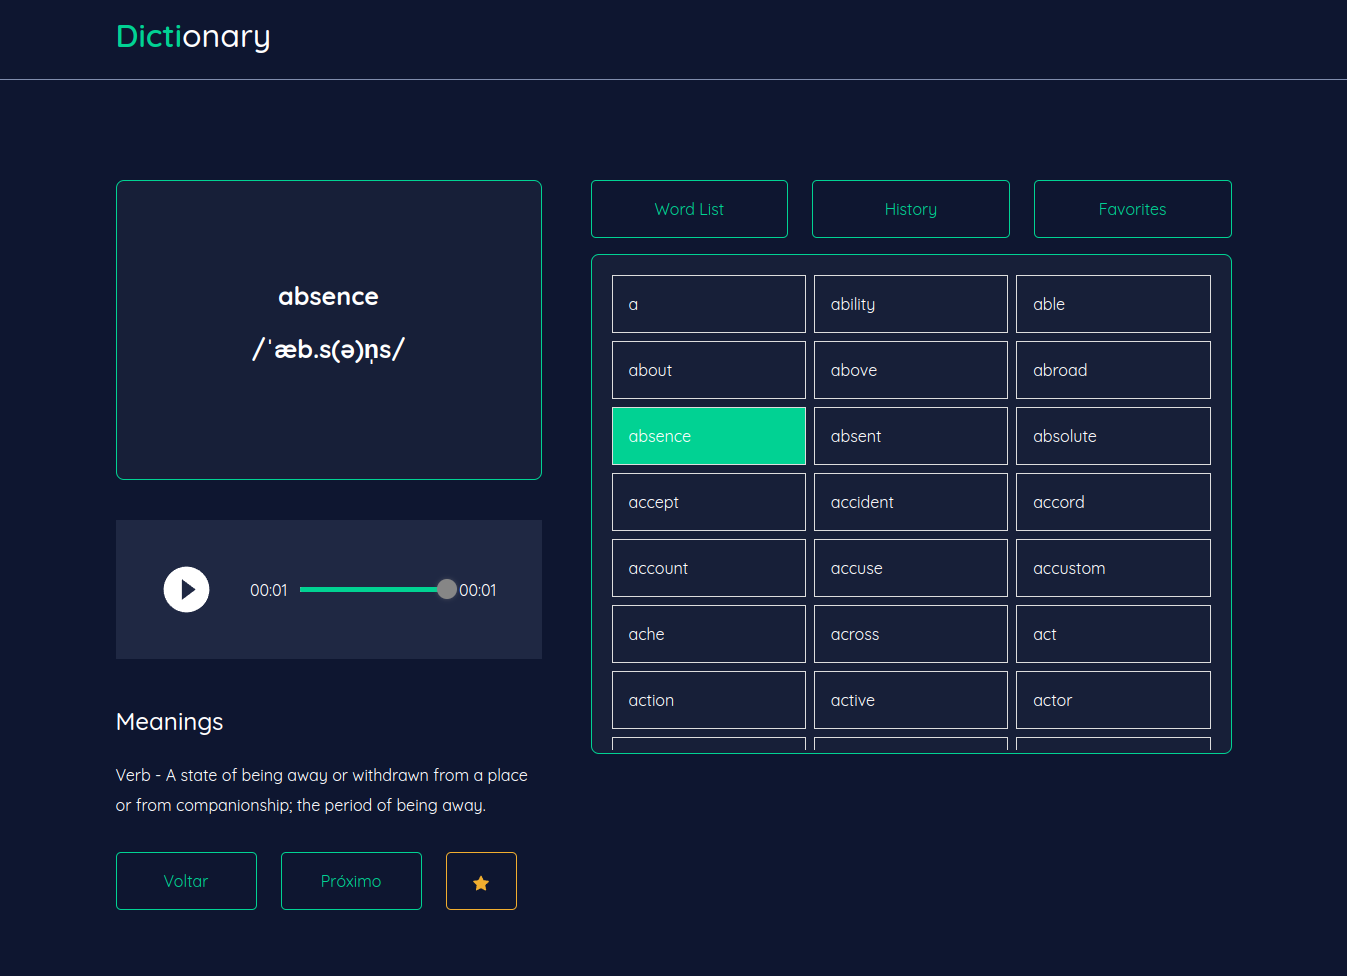 Dictionary
absence
/ˈæb.s(ə)n̩s/
00:01 00:01
Meanings
Verb - A state of being away or withdrawn from a place
or from companionship; the period of being away.
Voltar Próximo
Word List History Favorites
a ability able
about above abroad
absence absent absolute
accept accident accord
account accuse accustom
ache across act
action active actor